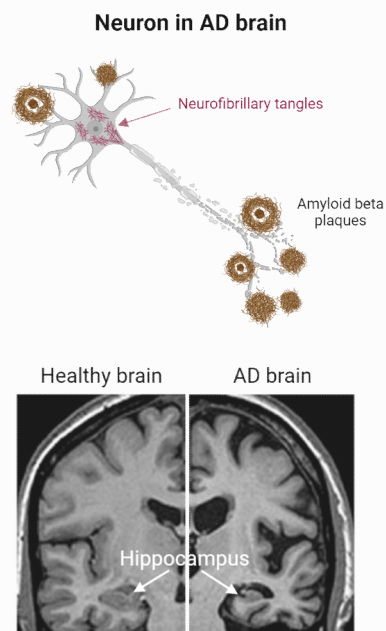 Neuron in AD brain
Neurofibrillary tangles
Amyloid beta
plaques
Healthy brain
AD brain
Hippocampus